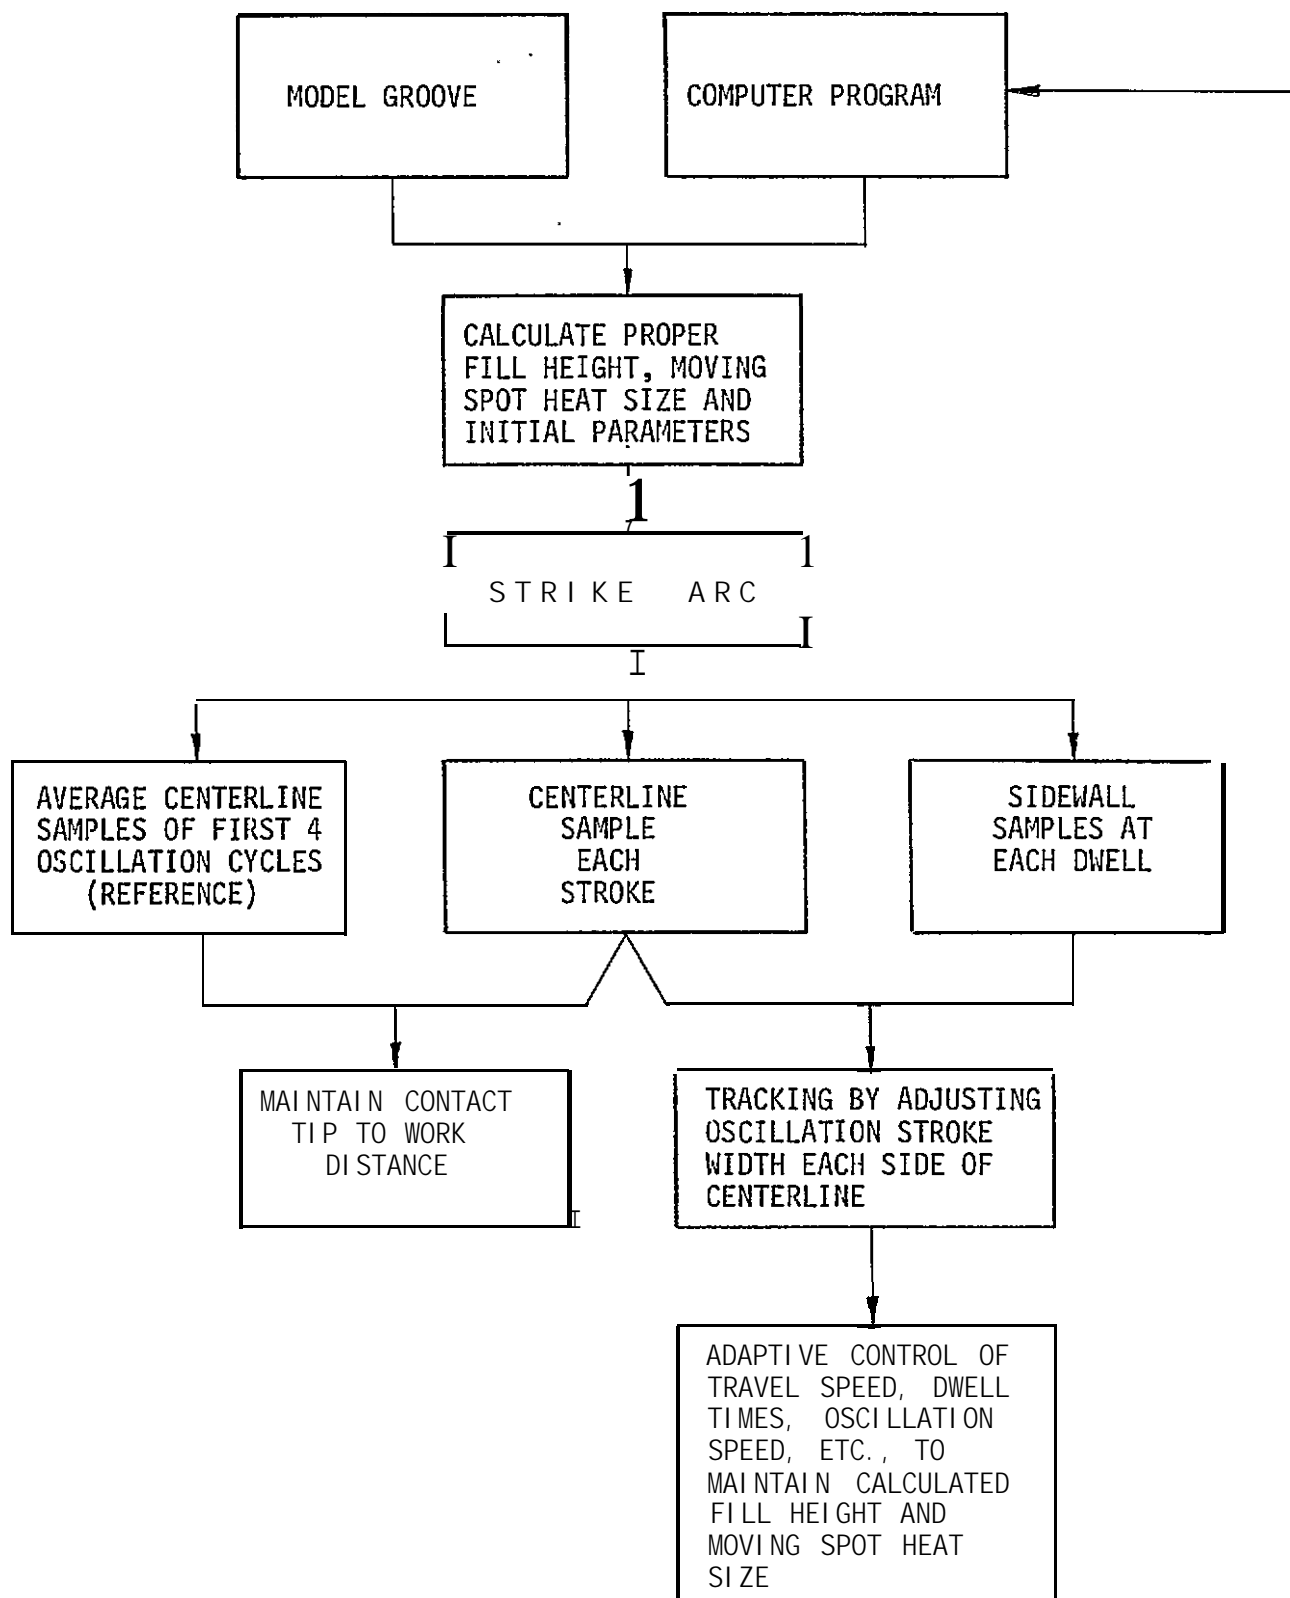 MODEL GROOVE
COMPUTER PROGRAM
CALCULATE PROPER
FILL HEIGHT, MOVING
SPOT HEAT SIZE AND
INITIAL PARAMETERS
1
I
1
STRIKE ARC
I
I
AVERAGE CENTERLINE
SAMPLES OF FIRST 4
OSCILLATION CYCLES
(REFERENCE)
CENTERLINE
SAMPLE
EACH
STROKE
SIDEWALL
SAMPLES AT
EACH DWELL
MAINTAIN CONTACT
TIP TO WORK
DISTANCE
I
TRACKING BY ADJUSTING
OSCILLATION STROKE
WIDTH EACH SIDE OF
CENTERLINE
ADAPTIVE CONTROL OF
TRAVEL SPEED, DWELL
TIMES, OSCILLATION
SPEED, ETC., TO
MAINTAIN CALCULATED
FILL HEIGHT AND
MOVING SPOT HEAT
SIZE